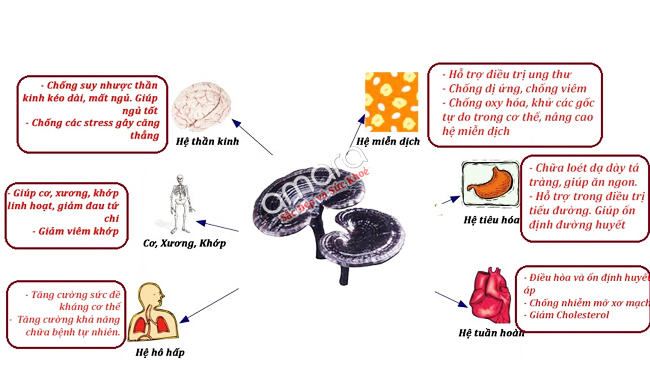 - Chống suy nhược thần
kinh kéo dài, mất ngủ. Giúp
ngủ tốt
- Chống các stress gây căng
thẳng
Hệ thần kinh
- Hỗ trợ điều trị ung thư
- Chống dị ứng, chống viêm
- Chống oxy hóa, khử các gốc
tự do trong cơ thể, nâng cao
hệ miễn dịch
Hệ miễn dịch
- Giúp cơ, xương, khớp
linh hoạt, giảm đau tứ
chi
- Giảm viêm khớp
Cơ, Xương, Khớp
amara
Sắc Đẹp và Sức Khoẻ
- Chữa loét dạ dày tá
tràng, giúp ăn ngon.
- Hỗ trợ trong điều trị
tiểu đường. Giúp ổn
định đường huyết
Hệ tiêu hóa
- Tăng cường sức đề
kháng cơ thể
- Tăng cường khả năng
chữa bệnh tự nhiên.
Hệ hô hấp
- Điều hòa và ổn định huyết
áp
- Chống nhiễm mỡ xơ mạch
- Giảm Cholesterol
Hệ tuần hoàn